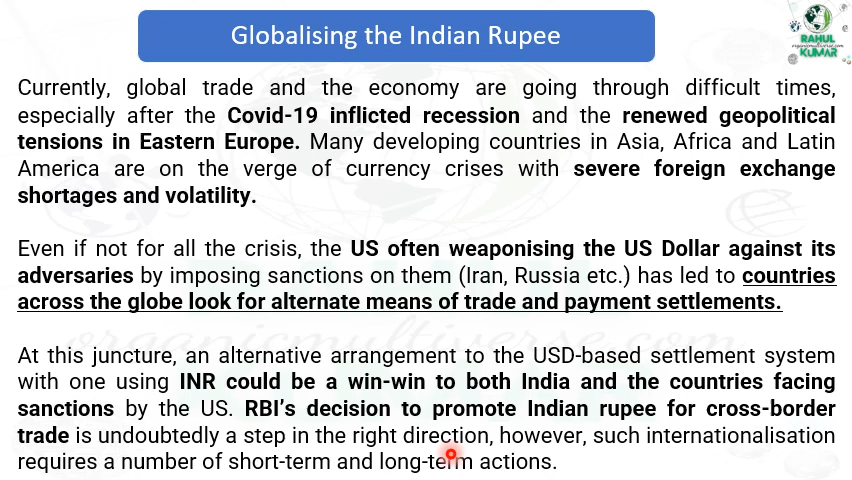 Globalising the Indian Rupee
RAHUL
organicmultiverse.com
KUMAR
Currently, global trade and the economy are going through difficult times,
especially after the Covid-19 inflicted recession and the renewed geopolitical
tensions in Eastern Europe. Many developing countries in Asia, Africa and Latin
America are on the verge of currency crises with severe foreign exchange
shortages and volatility.
Even if not for all the crisis, the US often weaponising the US Dollar against its
adversaries by imposing sanctions on them (Iran, Russia etc.) has led to countries
across the globe look for alternate means of trade and payment settlements.
organicmultiverse.com
At this juncture, an alternative arrangement to the USD-based settlement system
with one using INR could be a win-win to both India and the countries facing
sanctions by the US. RBI's decision to promote Indian rupee for cross-border
trade is undoubtedly a step in the right direction, however, such internationalisation
requires a number of short-term and long-term actions.